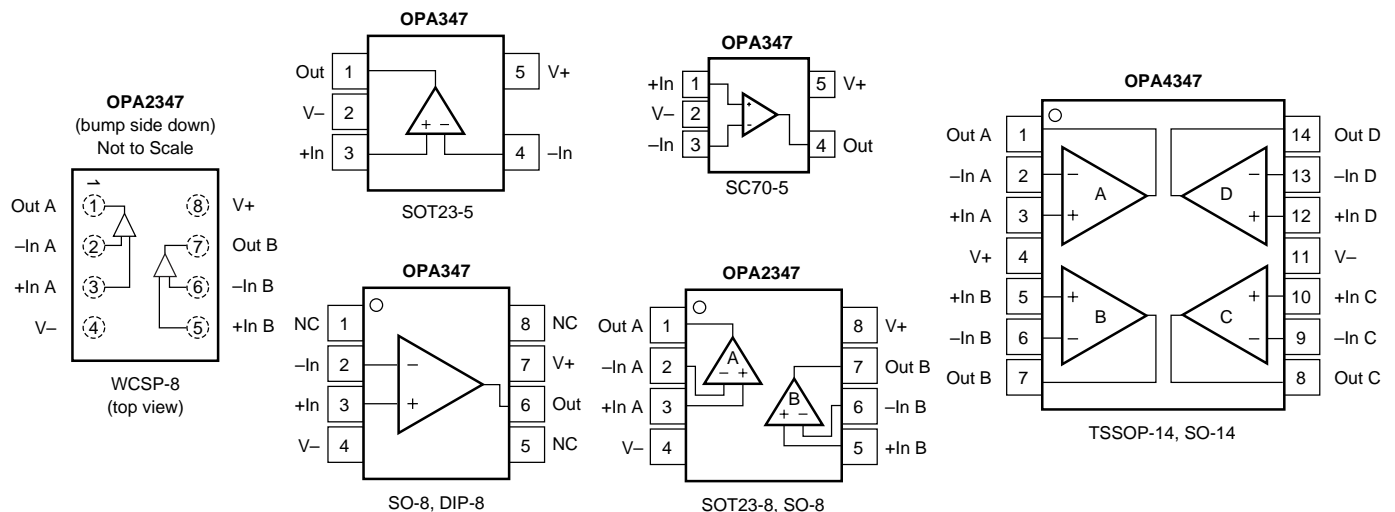 OPA2347
(bump side down)
Not to Scale
1
Out A
1
8
V+
–In A
2
7
Out B
+In A
3
6
–In B
V–
4
5
+In B
WCSP-8
(top view)
OPA347
Out
1
5
V+
V–
2
+ –
+In
3
4
–In
SOT23-5
OPA347
+In
1
5
V+
V–
2
+
-
–In
3
4
Out
SC70-5
OPA347
NC
1
8
NC
–In
2
–
7
V+
+In
3
+
6
Out
V–
4
5
NC
SO-8, DIP-8
OPA2347
Out A
1
8
V+
–In A
2
A
– +
7
Out B
+In A
3
B
+ –
6
–In B
V–
4
5
+In B
SOT23-8, SO-8
OPA4347
Out A
1
14
Out D
–In A
2
–
–
13
–In D
A
D
+In A
3
+
+
12
+In D
V+
4
11
V–
+In B
5
+
+
10
+In C
B
C
–In B
6
–
–
9
–In C
Out B
7
8
Out C
TSSOP-14, SO-14